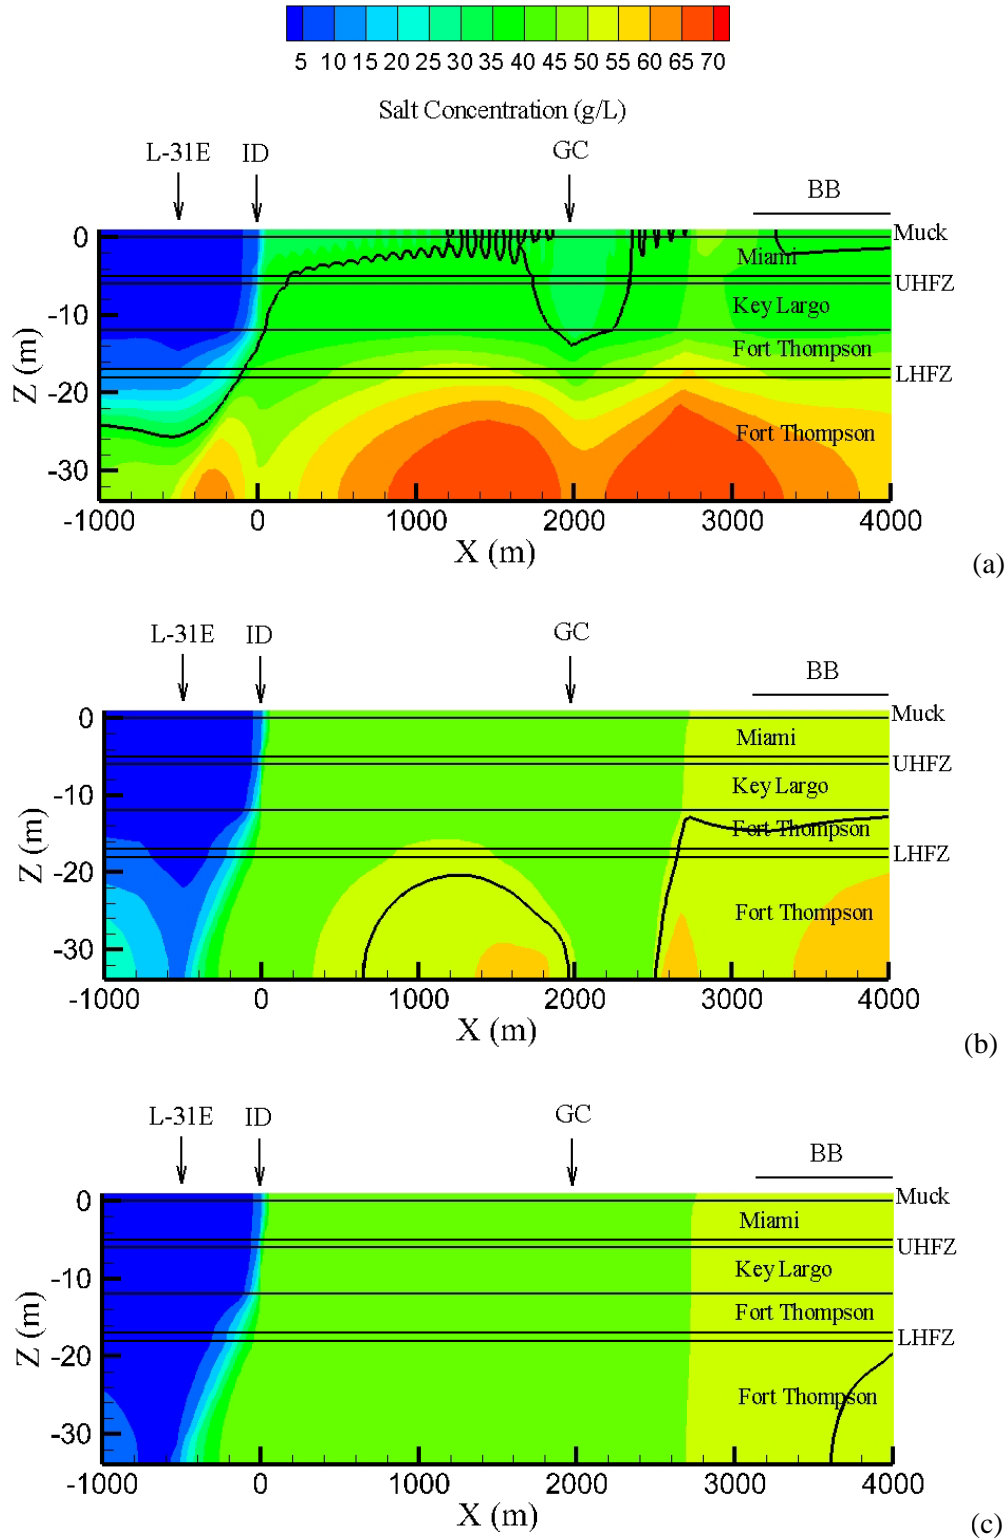 5 10 15 20 25 30 35 40 45 50 55 60 65 70
Salt Concentration (g/L)
L-31E ID GC BB
0 Muck
Miami
UHFZ
-10 Key Largo
Fort Thompson
LHFZ
-20
Fort Thompson
-30
Z (m)
-1000 0 1000 2000 3000 4000
X (m)
(a)
L-31E ID GC BB
0 Muck
Miami
UHFZ
-10 Key Largo
Fort Thompson
LHFZ
-20
Fort Thompson
-30
Z (m)
-1000 0 1000 2000 3000 4000
X (m)
(b)
L-31E ID GC BB
0 Muck
Miami
UHFZ
-10 Key Largo
Fort Thompson
LHFZ
-20
Fort Thompson
-30
Z (m)
-1000 0 1000 2000 3000 4000
X (m)
(c)